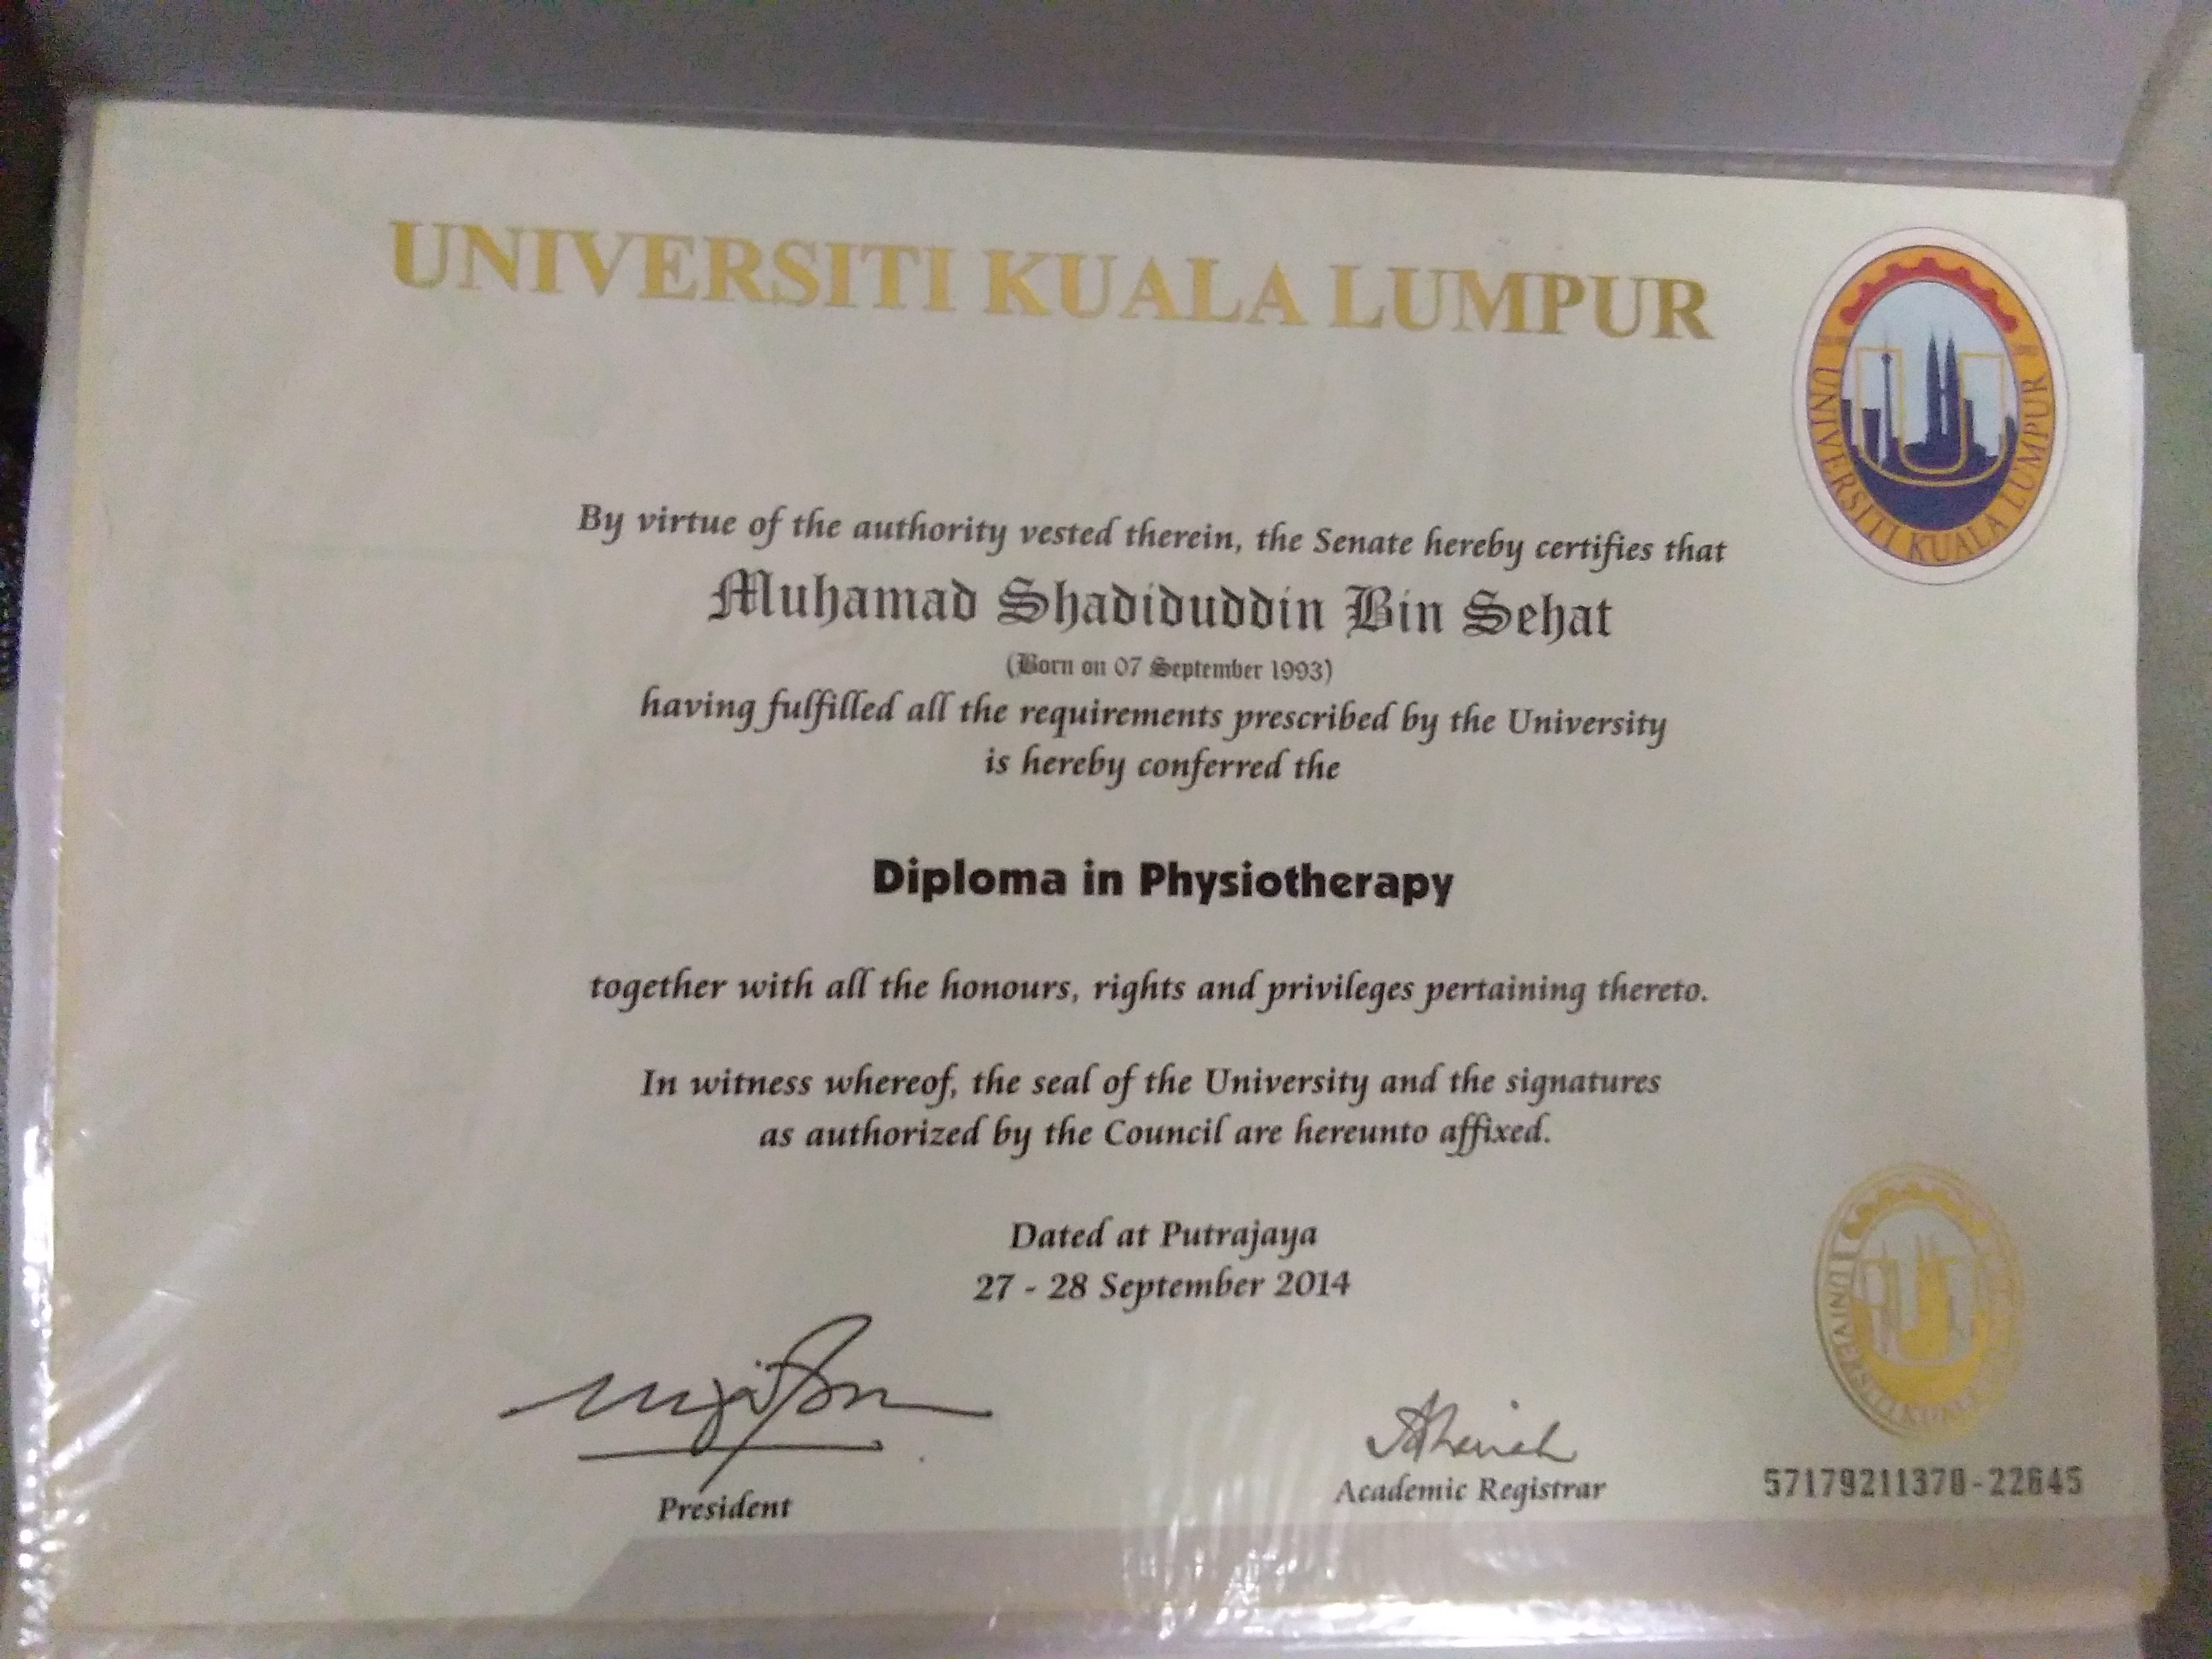 UNIVERSITI KUALA LUMPUR
UNIVERSITI KUALA LUMPUR
By virtue of the authority vested therein, the Senate hereby certifies that
Muhamad Shadiduddin Bin Sehat
(Born on 07 September 1993)
having fulfilled all the requirements prescribed by the University
is hereby conferred the
Diploma in Physiotherapy
together with all the honours, rights and privileges pertaining thereto.
In witness whereof, the seal of the University and the signatures
as authorized by the Council are hereunto affixed.
Dated at Putrajaya
27 - 28 September 2014
President
Academic Registrar
UNIVERSITI
57179211370-22645